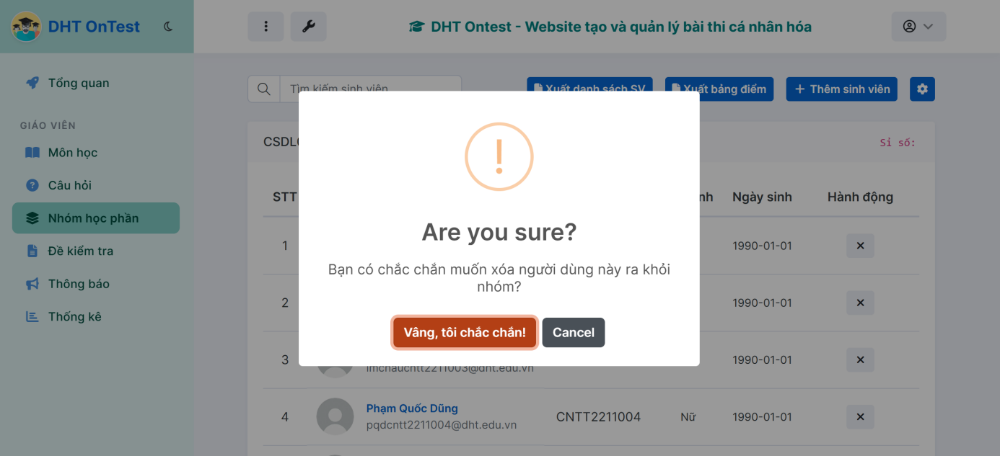 DHT OnTest
DHT Ontest - Website tạo và quản lý bài thi cá nhân hóa
Tổng quan
GIÁO VIÊN
Môn học
Câu hỏi
Nhóm học phần
Đề kiểm tra
Thông báo
Thống kê
Tìm kiếm sinh viên
Xuất danh sách SV
Xuất bảng điểm
+ Thêm sinh viên
Sỉ số:
STT
Ngày sinh
Hành động
1
1990-01-01
2
1990-01-01
3
lmchaucntt2211003@dht.edu.vn
1990-01-01
4
Phạm Quốc Dũng
pqdcntt2211004@dht.edu.vn
CNTT2211004
Nữ
1990-01-01
!
Are you sure?
Bạn có chắc chắn muốn xóa người dùng này ra khỏi
nhóm?
Vâng, tôi chắc chắn!
Cancel